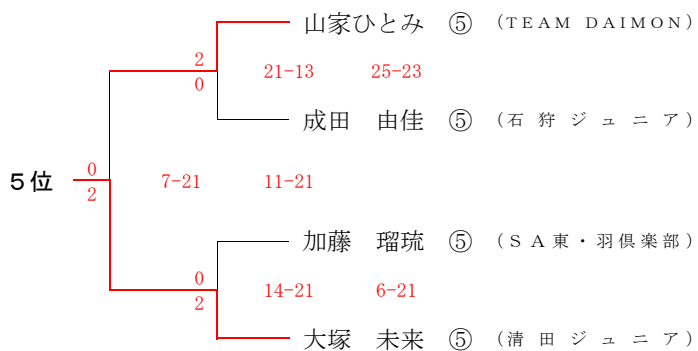 山家ひとみ ⑤ （TEAM DAIMON）
2
21-13 25-23
0
成田 由佳 ⑤ （石狩ジュニア）
5位
0
7-21 11-21
2
加藤 瑠琉 ⑤ （SA東・羽倶楽部）
0
14-21 6-21
2
大塚 未来 ⑤ （清田ジュニア）